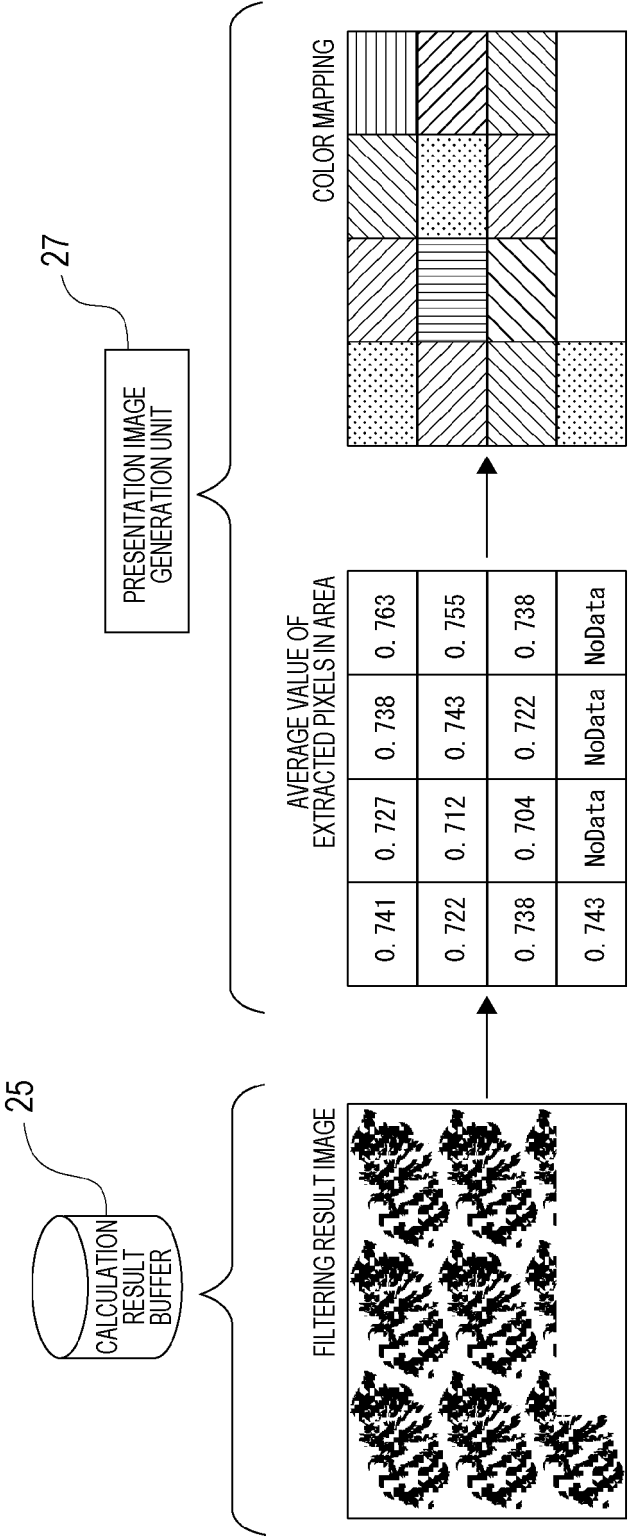 25
CALCULATION
RESULT
BUFFER
FILTERING RESULT IMAGE
27
PRESENTATION IMAGE
GENERATION UNIT
AVERAGE VALUE OF
EXTRACTED PIXELS IN AREA
0.741 0.727 0.738 0.763
0.722 0.712 0.743 0.755
0.738 0.704 0.722 0.738
0.743 NoData NoData NoData
COLOR MAPPING